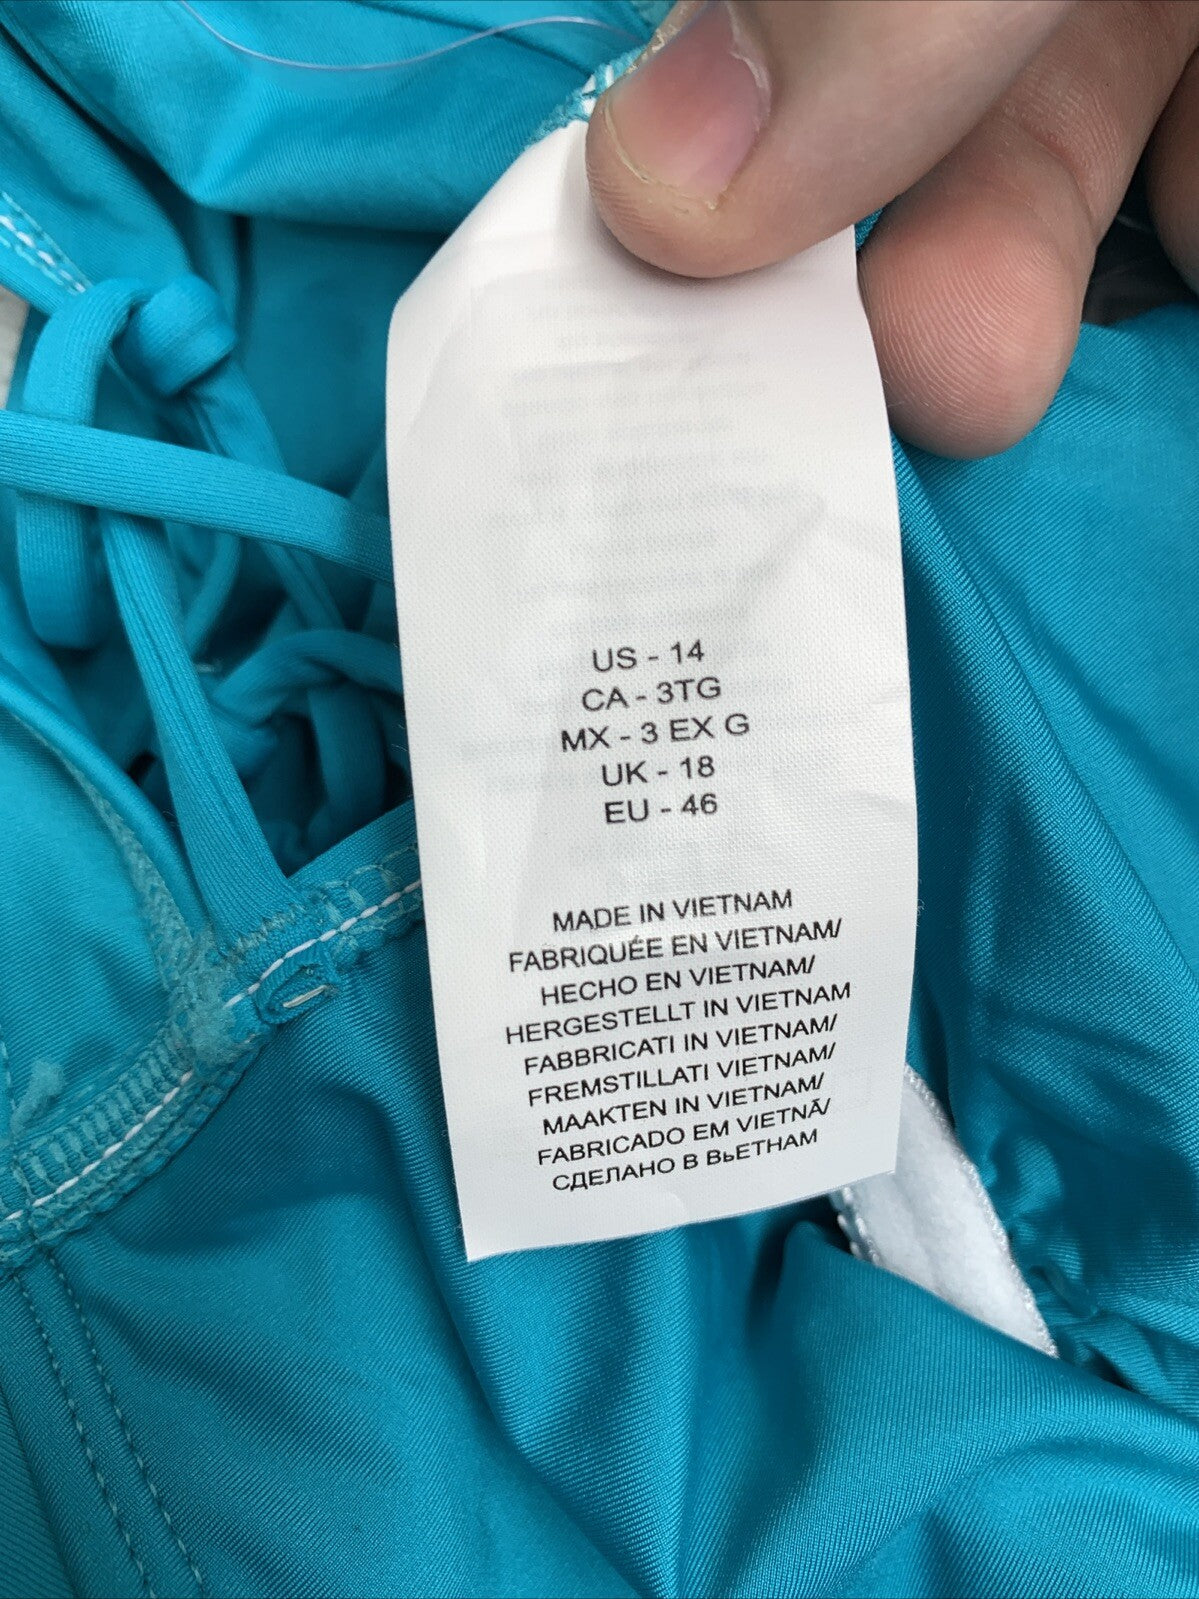 US - 14
CA - 3TG
MX - 3 EX G
UK - 18
EU - 46
MADE IN VIETNAM
FABRIQUÉE EN VIETNAM/
HECHO EN VIETNAM/
HERGESTELLT IN VIETNAM
FABBRICATI IN VIETNAM/
FREMSTILLATI VIETNAM/
MAAKTEN IN VIETNAM/
FABRICADO EM VIETNÃ/
СДЕЛАНО В ВЬЕТНАМ